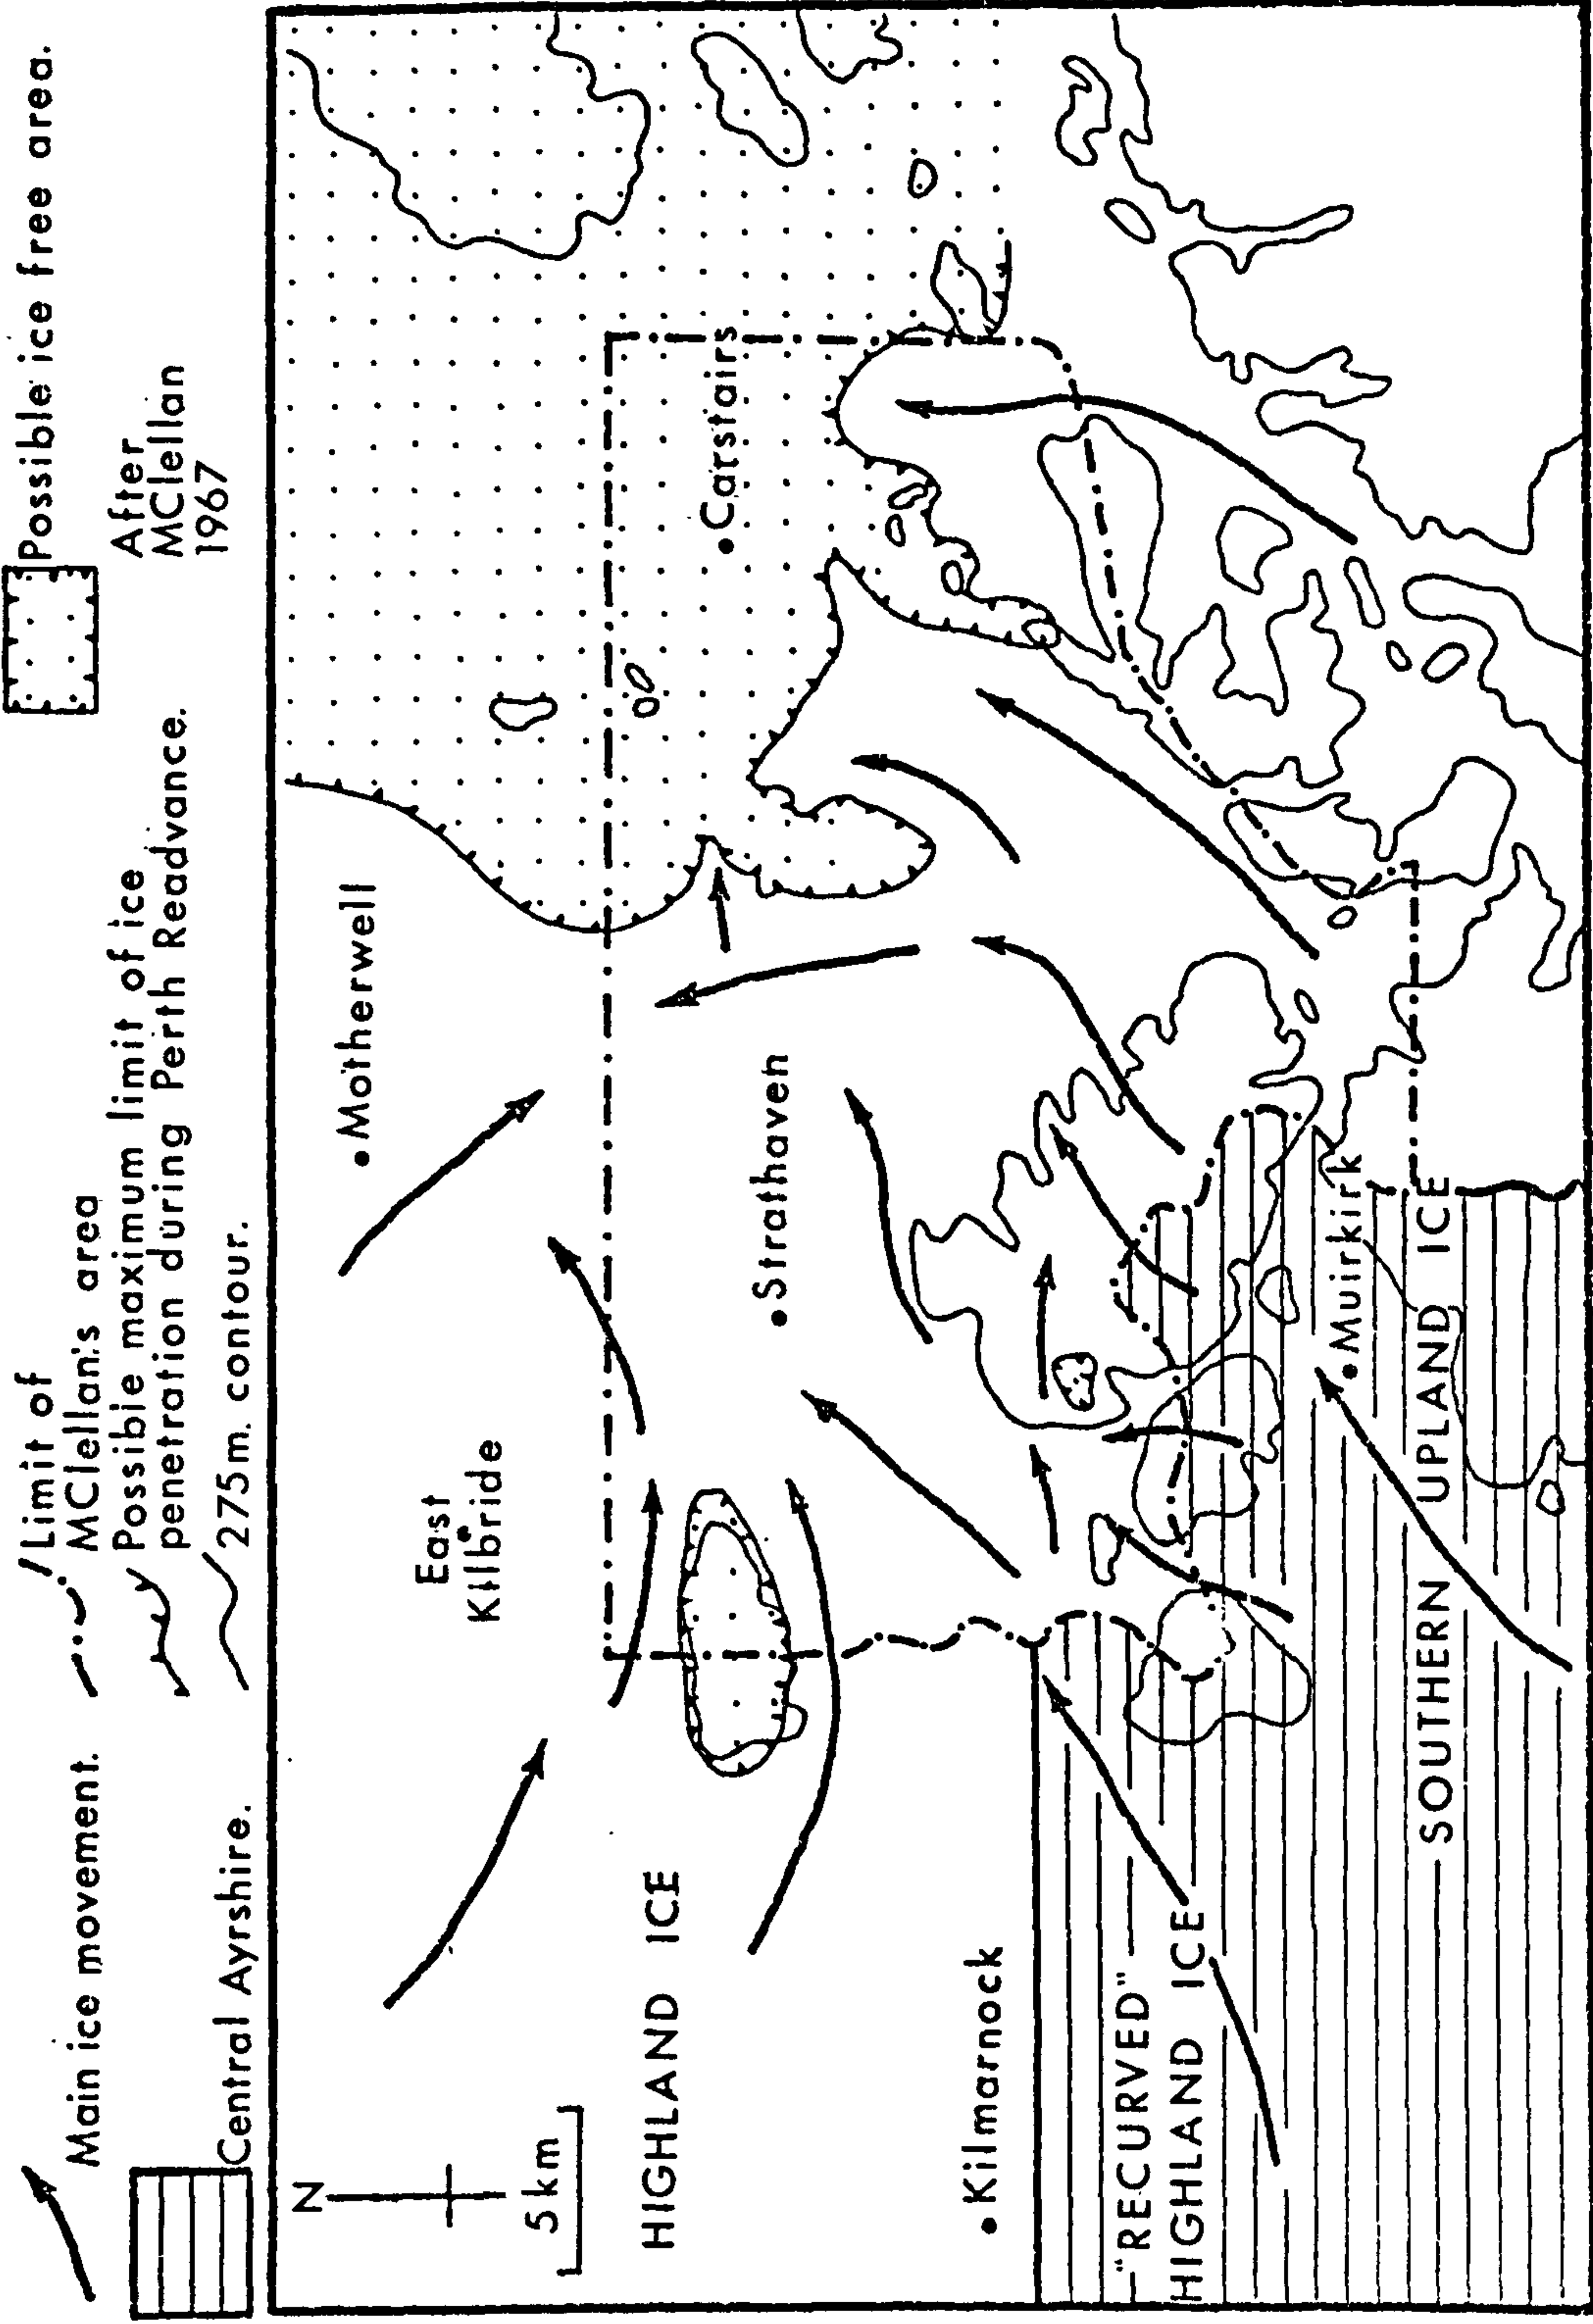 Main ice movement.
Central Ayrshire.
Limit of
MClellan's area
Possible maximum limit of ice
penetration during Perth Readvance.
275m. contour.
Possible ice free area.
After
MClellan
1967
N
5 km
HIGHLAND ICE
Kilmarnock
"RECURVED"
HIGHLAND ICE
East
Kilbride
Motherwell
Strathaven
Carstairs
Muirkirk
SOUTHERN UPLAND ICE